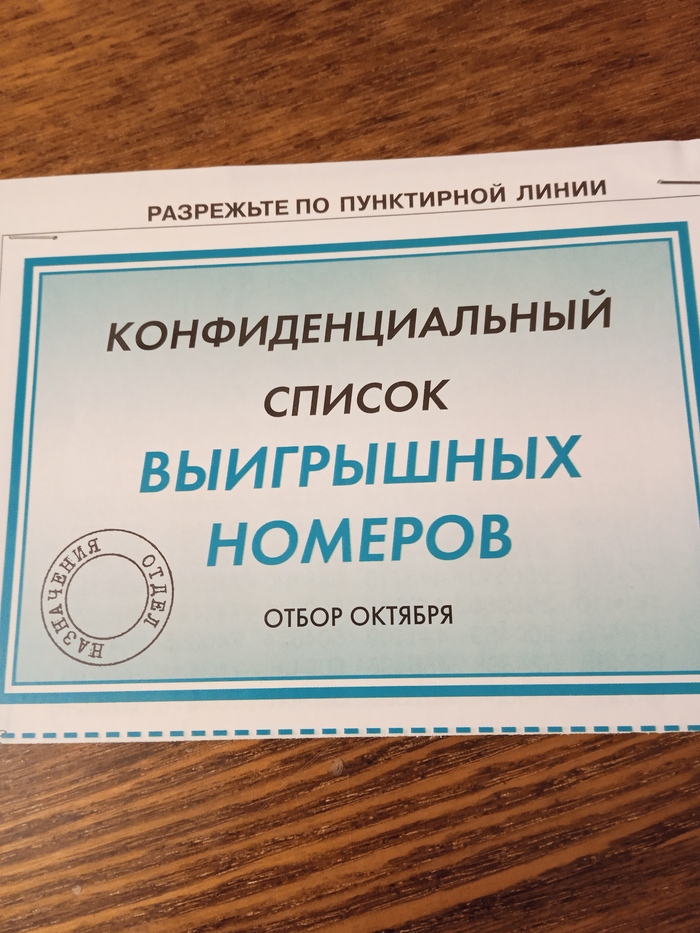 РАЗРЕЖЬТЕ ПО ПУНКТИРНОЙ ЛИНИИ
КОНФИДЕНЦИАЛЬНЫЙ
СПИСОК
ВЫИГРЫШНЫХ
НОМЕРОВ
ОТБОР ОКТЯБРЯ
ОТДЕЛ НАЗНАЧЕНИЯ